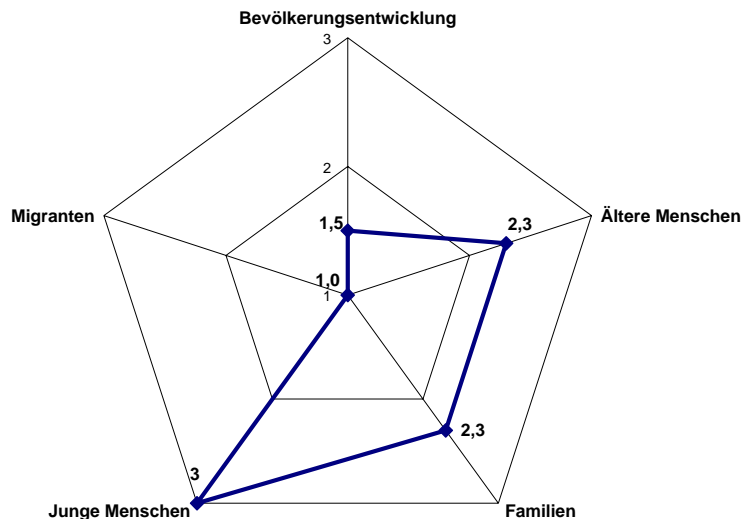 Bevölkerungsentwicklung
3
2
Migranten
1,5
2,3
Ältere Menschen
1,0
1
2,3
3
Junge Menschen
Familien